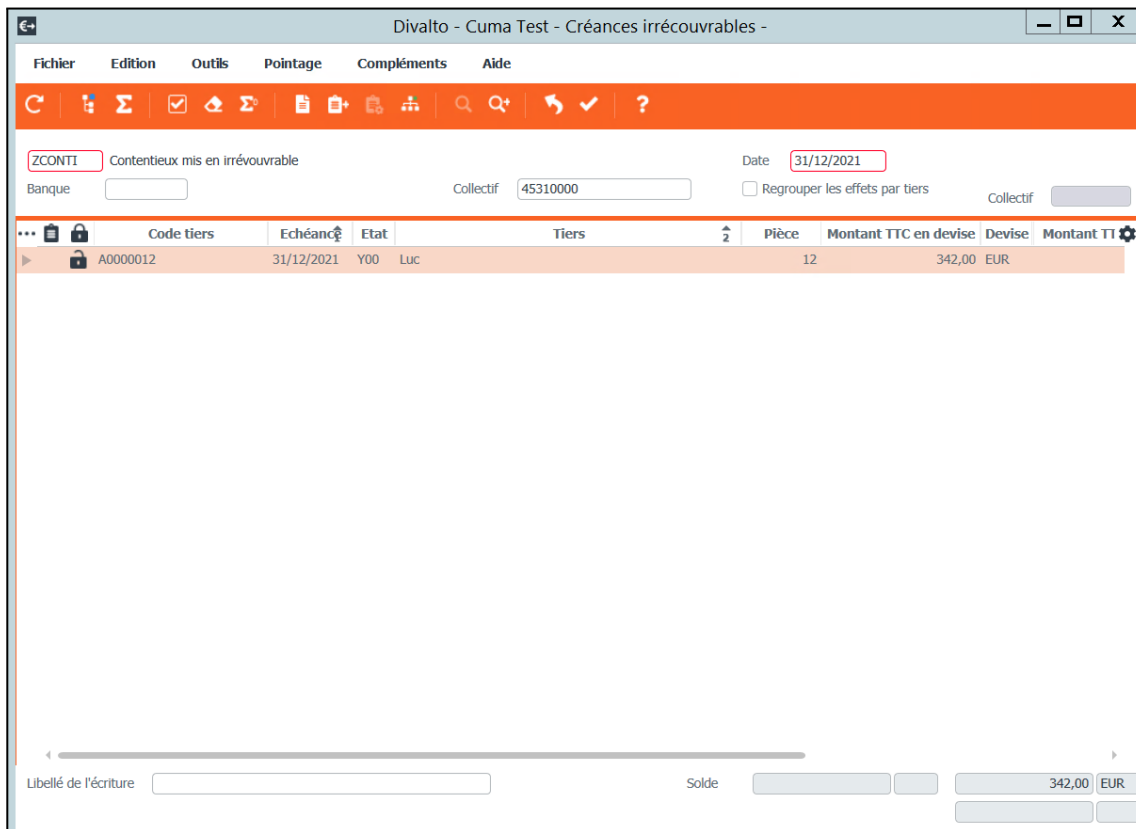 Divalto - Cuma Test - Créances irrécouvrables -
Fichier Edition Outils Pointage Compléments Aide
ZCONTI Contentieux mis en irrévouvrable Date 31/12/2021
Banque Collectif 45310000 Regrouper les effets par tiers Collectif
Code tiers Echéance Etat Tiers 2 Pièce Montant TTC en devise Devise Montant TT
A0000012 31/12/2021 Y00 Luc 12 342,00 EUR
Libellé de l'écriture Solde 342,00 EUR